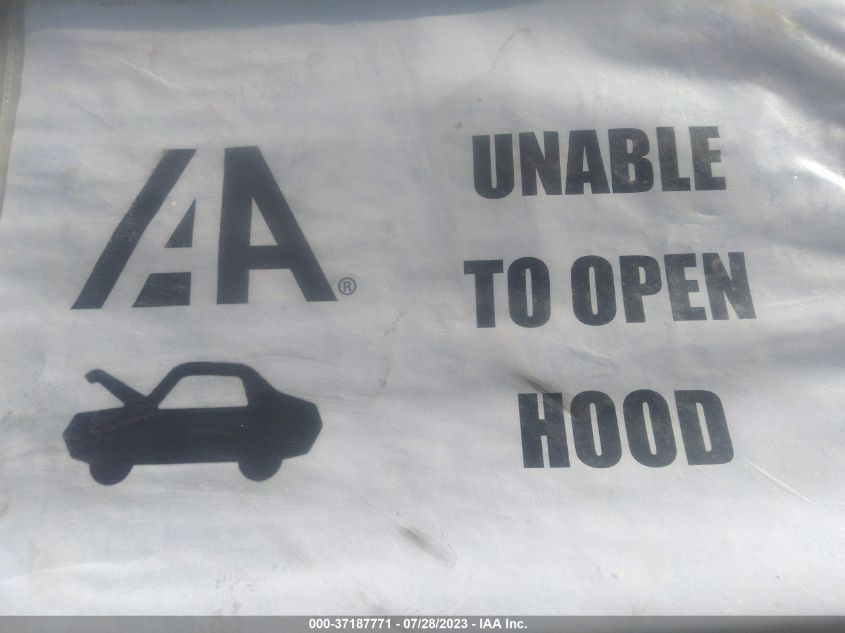 IAA®
UNABLE
TO OPEN
HOOD
000-37187771 - 07/28/2023 - IAA Inc.